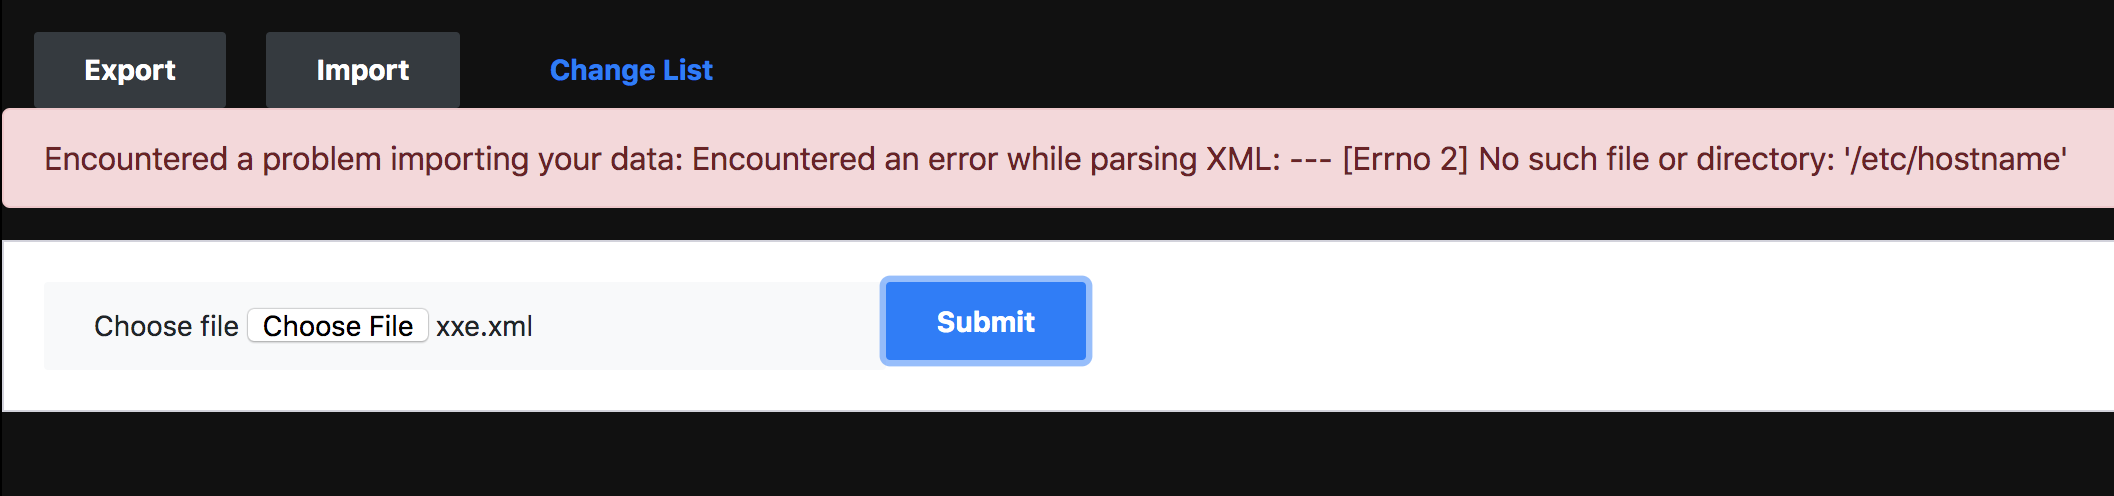 Export Import Change List
Encountered a problem importing your data: Encountered an error while parsing XML: --- [Errno 2] No such file or directory: '/etc/hostname'
Choose file Choose File xxe.xml Submit